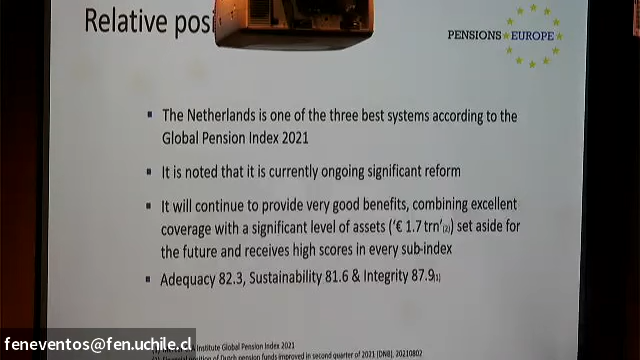 Relative pos
PENSIONS★EUROPE
▪ The Netherlands is one of the three best systems according to the
Global Pension Index 2021
▪ It is noted that it is currently ongoing significant reform
▪ It will continue to provide very good benefits, combining excellent
coverage with a significant level of assets ('€ 1.7 trn'(2)) set aside for
the future and receives high scores in every sub-index
▪ Adequacy 82.3, Sustainability 81.6 & Integrity 87.9(1)
Institute Global Pension Index 2021
position of Dutch pension funds improved in second quarter of 2021 (DNB), 20210802
feneventos@fen.uchile.cl